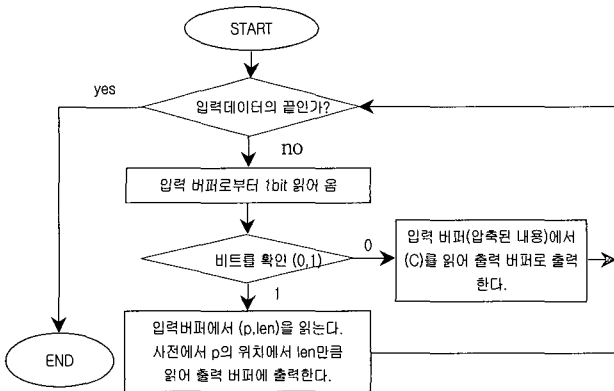 START
yes
입력데이터의 끝인가?
no
입력 버퍼로부터 1bit 읽어 옴
비트를 확인 (0,1)
0
입력 버퍼(압축된 내용)에서
(C)를 읽어 출력 버퍼로 출력
한다.
1
입력버퍼에서 (p,len)을 읽는다.
사전에서 p의 위치에서 len만큼
읽어 출력 버퍼에 출력한다.
END